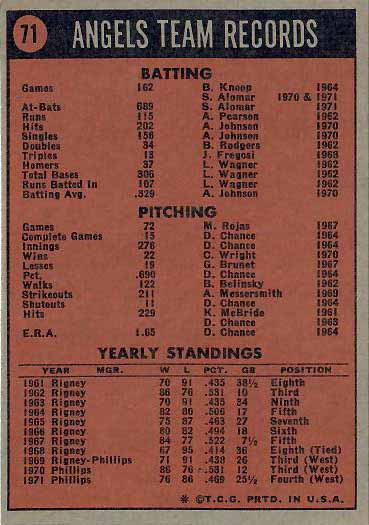 71 ANGELS TEAM RECORDS
BATTING
Games 162 B. Knoop 1964
S. Alomar 1970 & 1971
At-Bats 689 S. Alomar 1971
Runs 115 A. Pearson 1962
Hits 202 A. Johnson 1970
Singles 156 A. Johnson 1970
Doubles 34 B. Rodgers 1962
Triples 13 J. Fregosi 1968
Homers 37 L. Wagner 1962
Total Bases 306 L. Wagner 1962
Runs Batted In 107 L. Wagner 1962
Batting Avg. .329 A. Johnson 1970
PITCHING
Games 72 M. Rojas 1967
Complete Games 15 D. Chance 1964
Innings 278 D. Chance 1964
Wins 22 C. Wright 1970
Losses 19 G. Brunet 1967
Pct. .690 D. Chance 1964
Walks 122 B. Belinsky 1962
Strikeouts 211 A. Messersmith 1969
Shutouts 11 D. Chance 1964
Hits 229 K. McBride 1961
D. Chance 1963
E.R.A. 1.65 D. Chance 1964
YEARLY STANDINGS
YEAR MGR. W L PCT. GB POSITION
1961 Rigney 70 91 .435 38½ Eighth
1962 Rigney 86 76 .531 10 Third
1963 Rigney 70 91 .435 34 Ninth
1964 Rigney 82 80 .506 17 Fifth
1965 Rigney 75 87 .463 27 Seventh
1966 Rigney 80 82 .494 18 Sixth
1967 Rigney 84 77 .522 7½ Fifth
1968 Rigney 67 95 .414 36 Eighth (Tied)
1969 Rigney-Phillips 71 91 .438 26 Third (West)
1970 Phillips 86 76 .531 12 Third (West)
1971 Phillips 76 86 .469 25½ Fourth (West)
* ©T.C.G. PRTD. IN U.S.A.